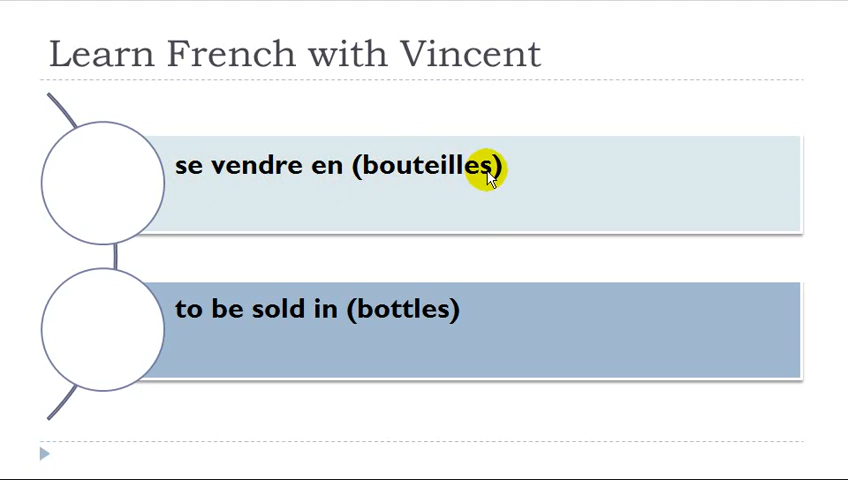 Learn French with Vincent
se vendre en (bouteilles)
to be sold in (bottles)